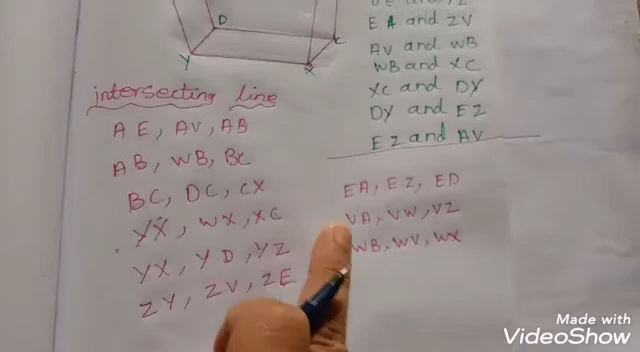 D
C
Y
X
EA and ZV
AV and WB
WB and XC
XC and DY
DY and EZ
EZ and AV
intersecting line
AE, AV, AB
AB, WB, BC
BC, DC, CX
YX, WX, XC
YX, YD, YZ
ZY, ZV, ZE
EA, EZ, ED
VA, VW, VZ
WB, WV, WX
Made with
VideoShow